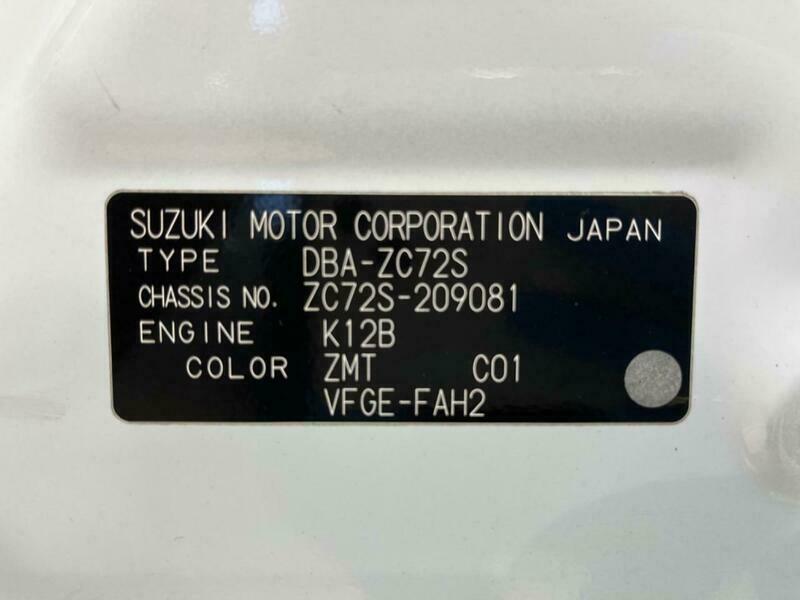 SUZUKI MOTOR CORPORATION JAPAN
TYPE DBA-ZC72S
CHASSIS NO. ZC72S-209081
ENGINE K12B
COLOR ZMT C01
VFGE-FAH2